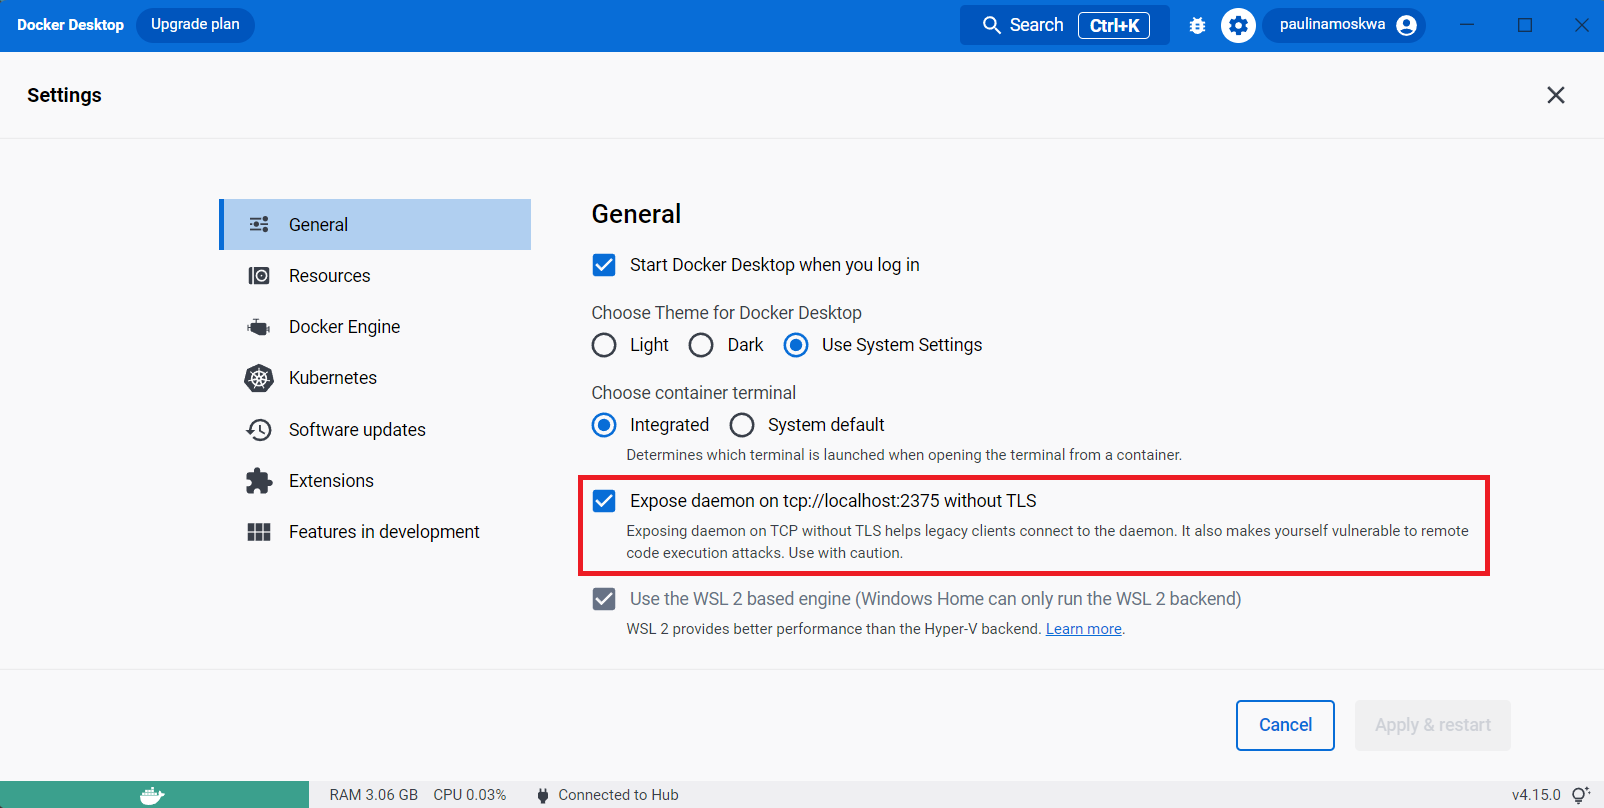 Docker Desktop
Upgrade plan
Search
Ctrl+K
paulinamoskwa
Settings
General
Resources
Docker Engine
Kubernetes
Software updates
Extensions
Features in development
General
Start Docker Desktop when you log in
Choose Theme for Docker Desktop
Light
Dark
Use System Settings
Choose container terminal
Integrated
System default
Determines which terminal is launched when opening the terminal from a container.
Expose daemon on tcp://localhost:2375 without TLS
Exposing daemon on TCP without TLS helps legacy clients connect to the daemon. It also makes yourself vulnerable to remote
code execution attacks. Use with caution.
Use the WSL 2 based engine (Windows Home can only run the WSL 2 backend)
WSL 2 provides better performance than the Hyper-V backend. Learn more.
Cancel
Apply & restart
RAM 3.06 GB
CPU 0.03%
Connected to Hub
v4.15.0